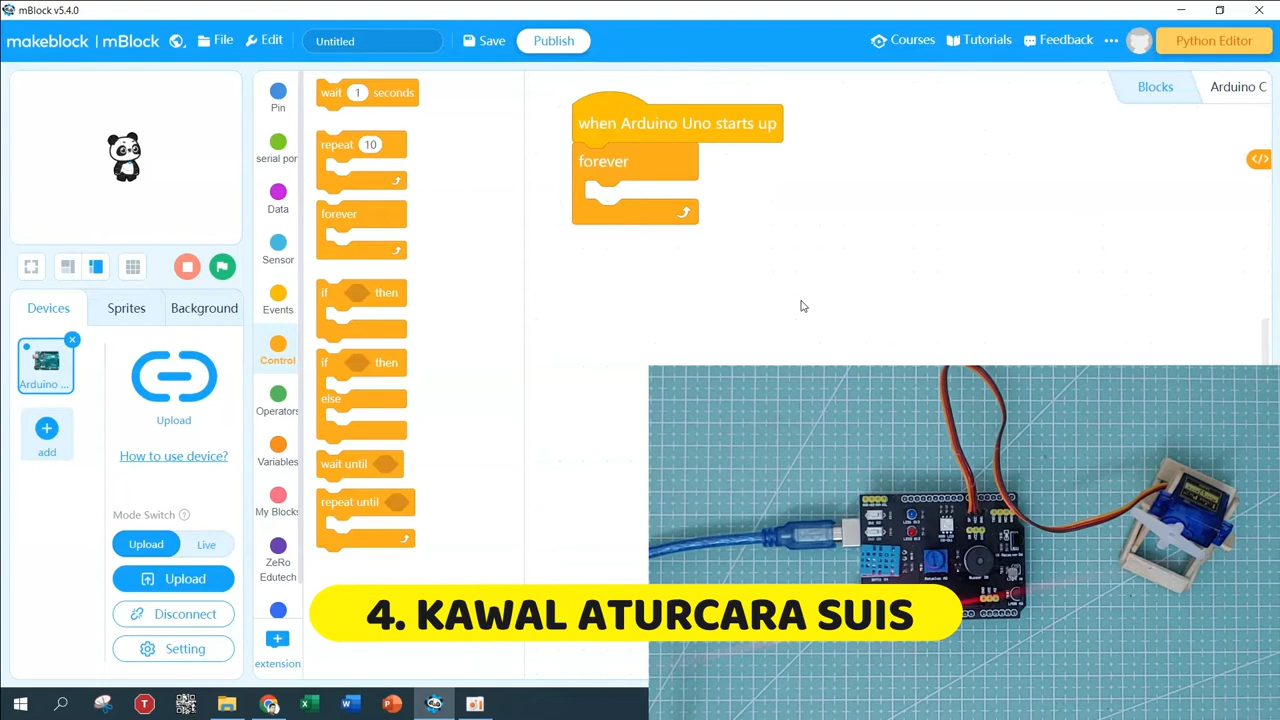 mBlock v5.4.0
makeblock | mBlock
File
Edit
Untitled
Save
Publish
Courses
Tutorials
Feedback
Python Editor
Blocks
Arduino C
Pin
serial por
Data
Sensor
Events
Control
Operators
Variables
My Blocks
ZeRo
Edutech
extension
wait 1 seconds
repeat 10
forever
if then
if then
else
wait until
repeat until
when Arduino Uno starts up
forever
Devices
Sprites
Background
Arduino ...
add
Upload
How to use device?
Mode Switch
Upload
Live
Upload
Disconnect
Setting
4. KAWAL ATURCARA SUIS